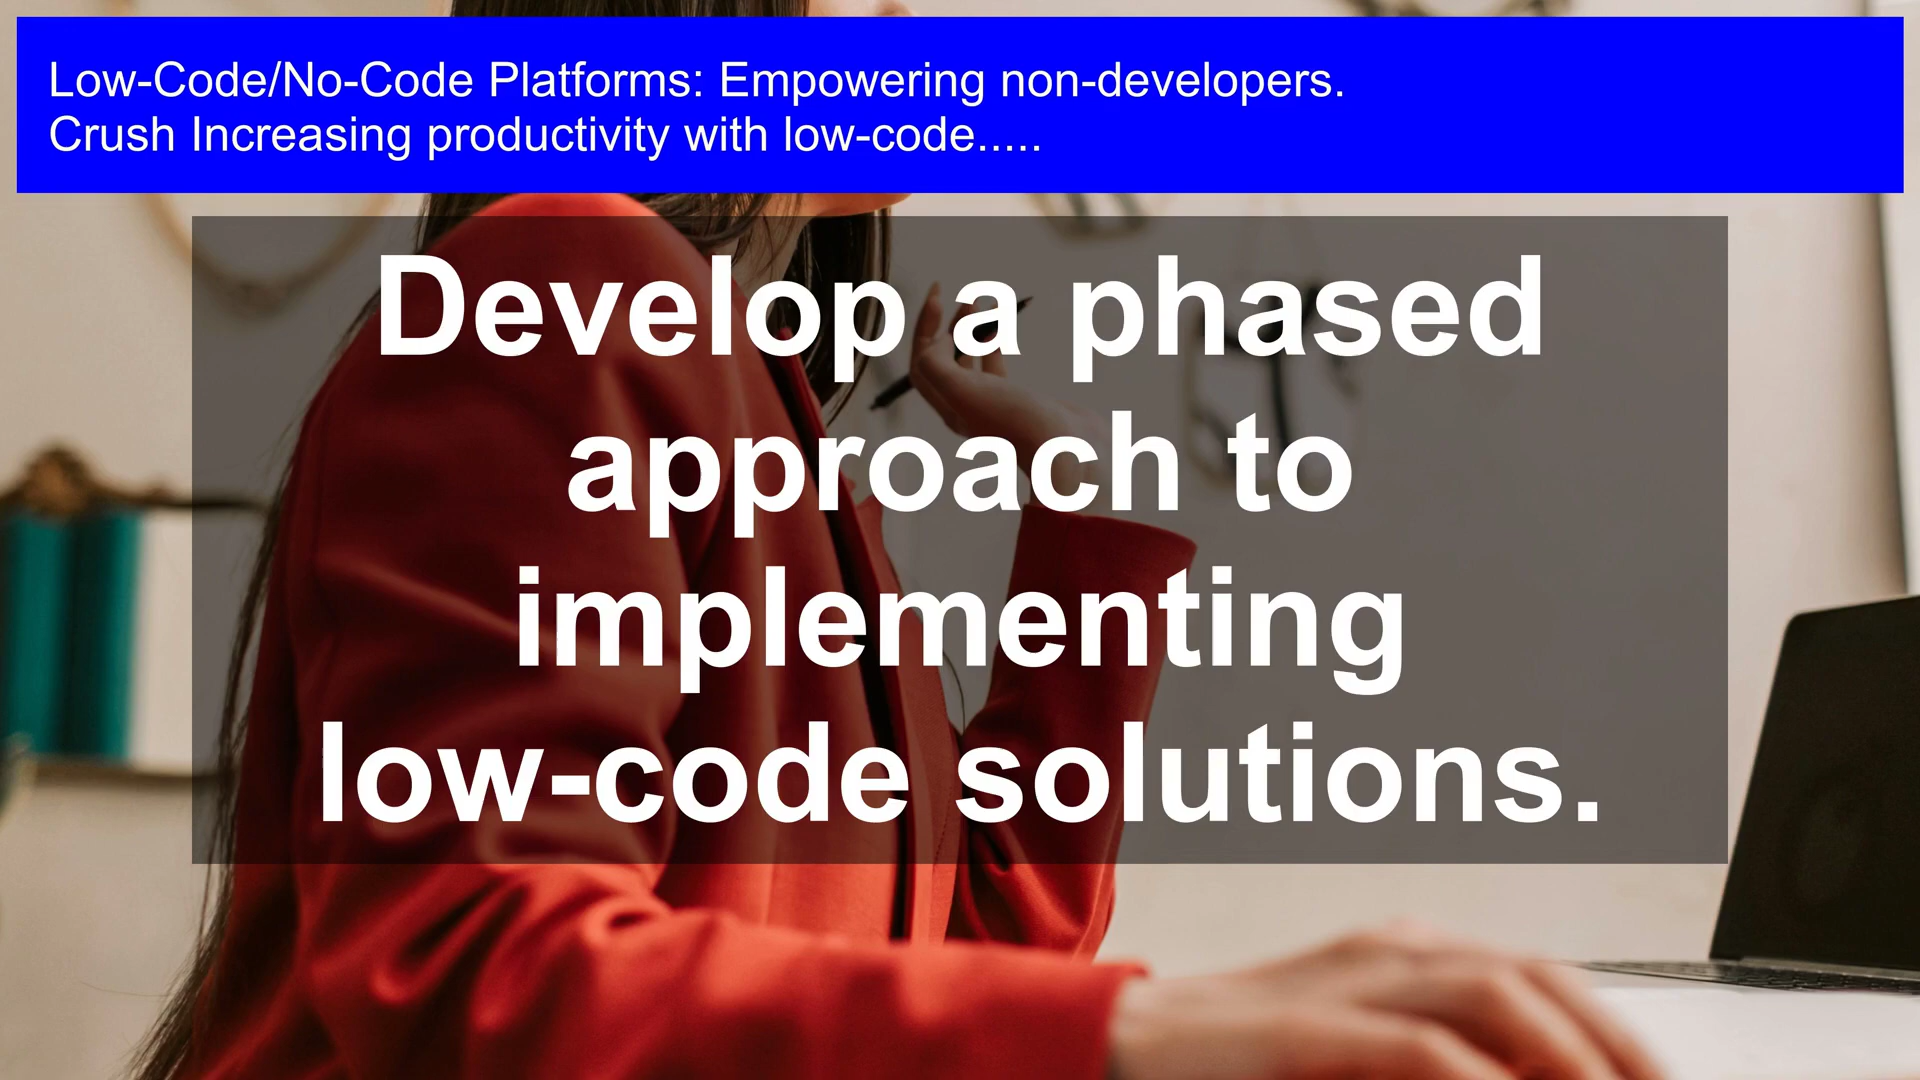 Low-Code/No-Code Platforms: Empowering non-developers.
Crush Increasing productivity with low-code.....
Develop a phased
approach to
implementing
low-code solutions.